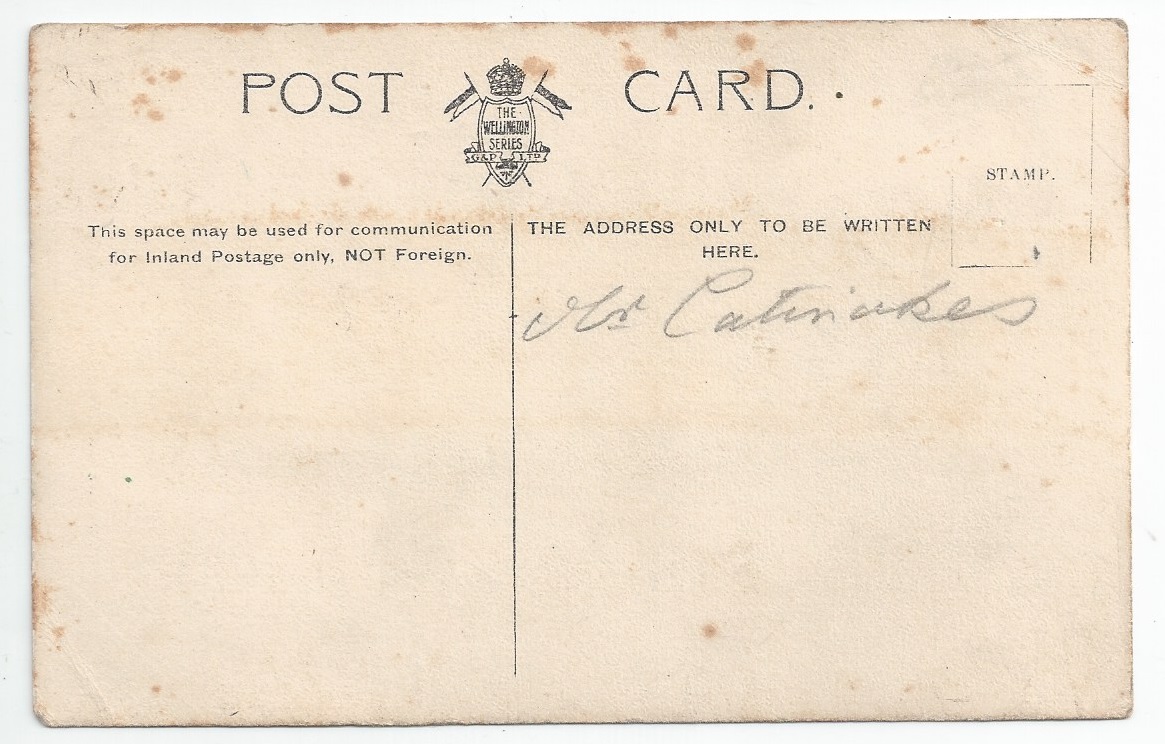 POST CARD.
THE
WELLINGTON
SERIES
G&P LTD
STAMP.
This space may be used for communication
for Inland Postage only, NOT Foreign.
THE ADDRESS ONLY TO BE WRITTEN
HERE.
Mr